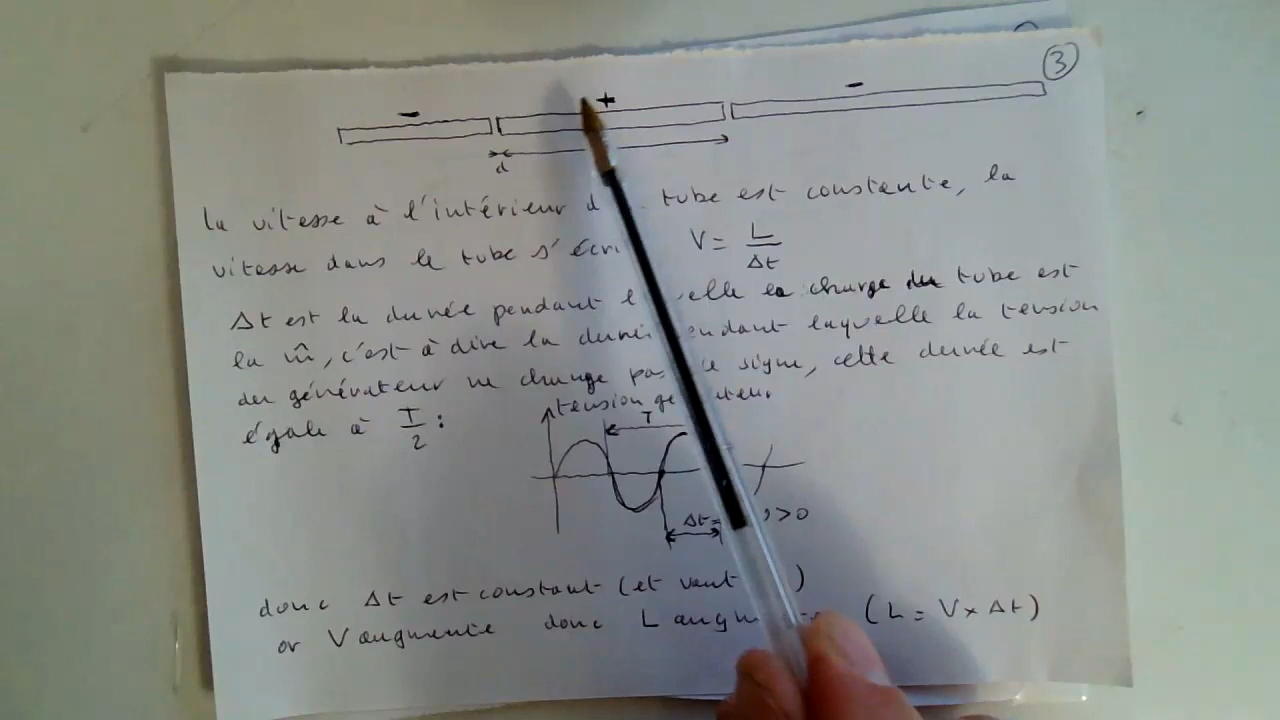 3
- + -
d
la vitesse à l'intérieur d tube est constante, la
vitesse dans le tube s'écri V = L/Δt
Δt est la durée pendant l elle la charge du tube est
la m̂, c'est à dire la durée endant laquelle la tension
du générateur ne change pas e signe, cette durée est
égale à T/2 :
tension gé
T
Δt= >0
donc Δt est constant (et vaut )
or V augmente donc L augm (L = V x Δt)